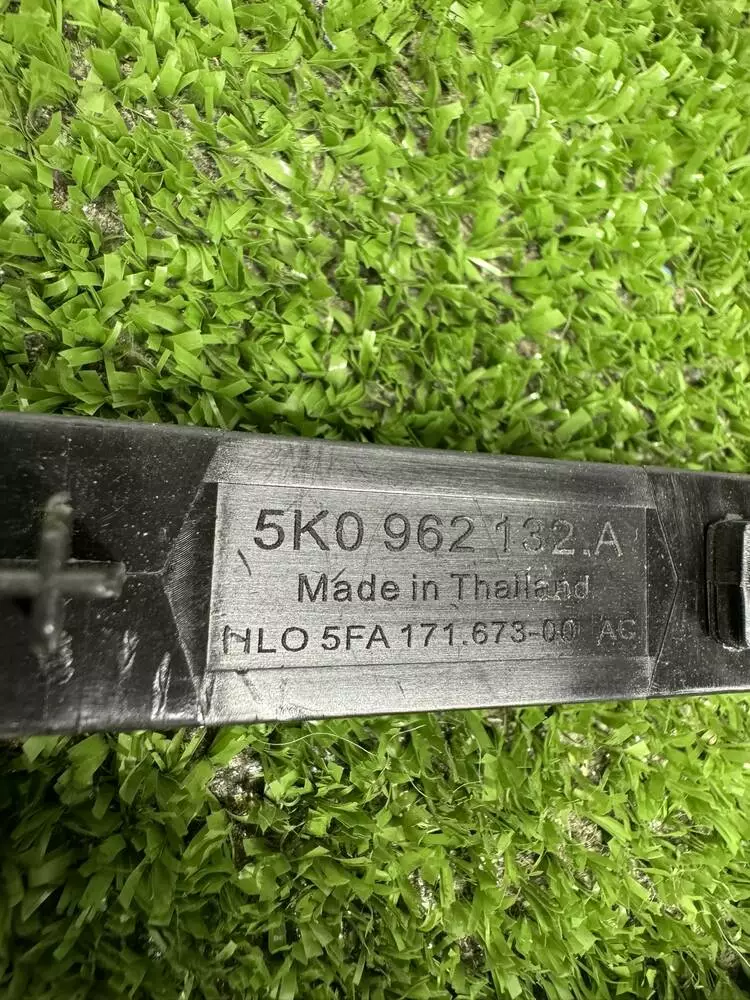 5K0 962 132.A
Made in Thailand
HLO 5FA 171.673-00 AC